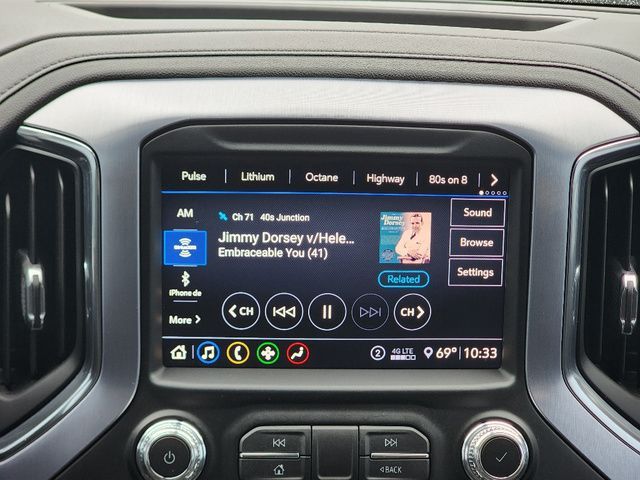 Pulse Lithium Octane Highway 80s on 8
AM
Ch 71 40s Junction
Jimmy Dorsey v/Hele...
Embraceable You (41)
Jimmy
Dorsey
Related
Sound
Browse
Settings
iPhone de
More
CH
CH
2 4G LTE 69° 10:33
BACK